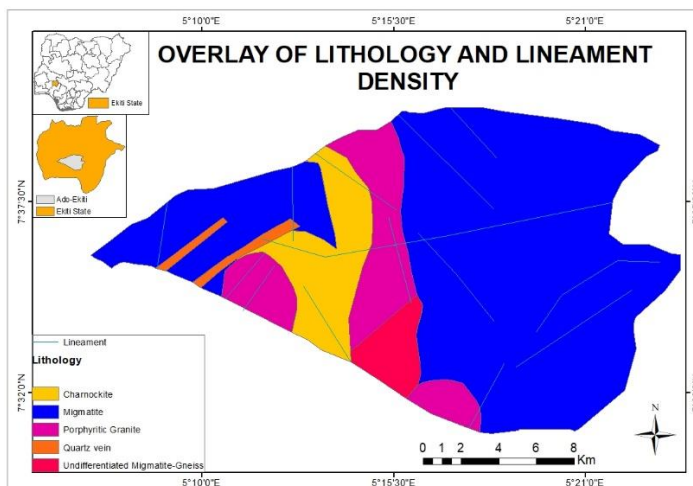 5°10'0"E
5°15'30"E
5°21'0"E
OVERLAY OF LITHOLOGY AND LINEAMENT
DENSITY
Ekiti State
Ado-Ekiti
Ekiti State
7°37'30"N
7°32'0"N
Lineament
Lithology
Charnockite
Migmatite
Porphyritic Granite
Quartz vein
Undifferentiated Migmatite-Gneiss
N
0 1 2 4 6 8
Km
5°10'0"E
5°15'30"E
5°21'0"E